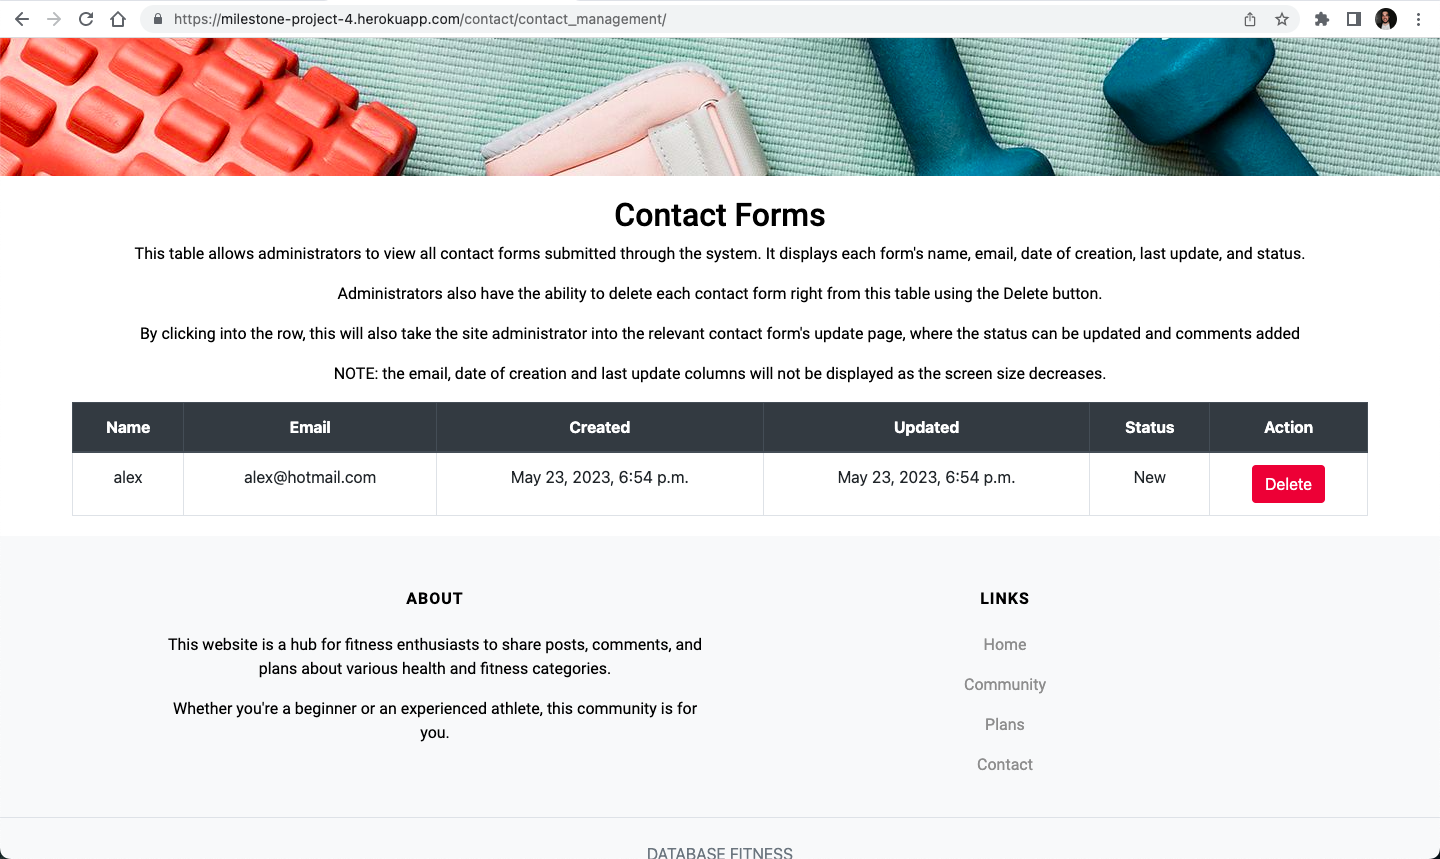 https://milestone-project-4.herokuapp.com/contact/contact_management/
Contact Forms
This table allows administrators to view all contact forms submitted through the system. It displays each form's name, email, date of creation, last update, and status.
Administrators also have the ability to delete each contact form right from this table using the Delete button.
By clicking into the row, this will also take the site administrator into the relevant contact form's update page, where the status can be updated and comments added
NOTE: the email, date of creation and last update columns will not be displayed as the screen size decreases.
Name Email Created Updated Status Action
alex alex@hotmail.com May 23, 2023, 6:54 p.m. May 23, 2023, 6:54 p.m. New Delete
ABOUT
This website is a hub for fitness enthusiasts to share posts, comments, and
plans about various health and fitness categories.
Whether you're a beginner or an experienced athlete, this community is for
you.
LINKS
Home
Community
Plans
Contact
DATABASE FITNESS